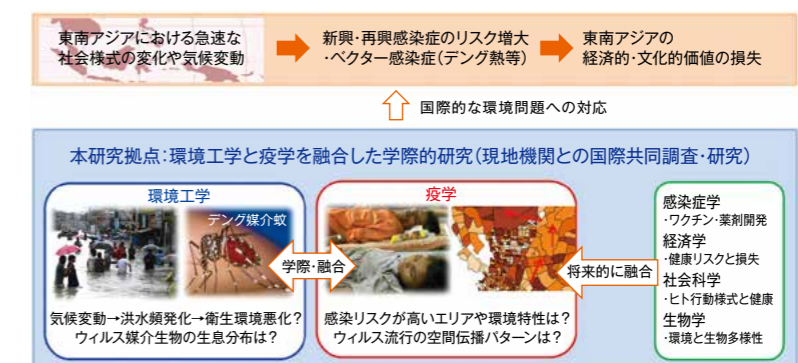 東南アジアにおける急速な
社会様式の変化や気候変動
新興・再興感染症のリスク増大
・ベクター感染症(デング熱等)
東南アジアの
経済的・文化的価値の損失
国際的な環境問題への対応
本研究拠点:環境工学と疫学を融合した学際的研究(現地機関との国際共同調査・研究)
環境工学
デング媒介蚊
気候変動→洪水頻発化→衛生環境悪化?
ウィルス媒介生物の生息分布は?
学際・融合
疫学
感染リスクが高いエリアや環境特性は?
ウィルス流行の空間伝播パターンは?
将来的に融合
感染症学
・ワクチン・薬剤開発
経済学
・健康リスクと損失
社会科学
・ヒト行動様式と健康
生物学
・環境と生物多様性